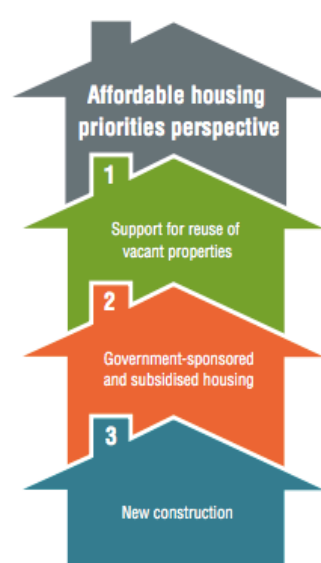 Affordable housing
priorities perspective
1
Support for reuse of
vacant properties
2
Government-sponsored
and subsidised housing
3
New construction